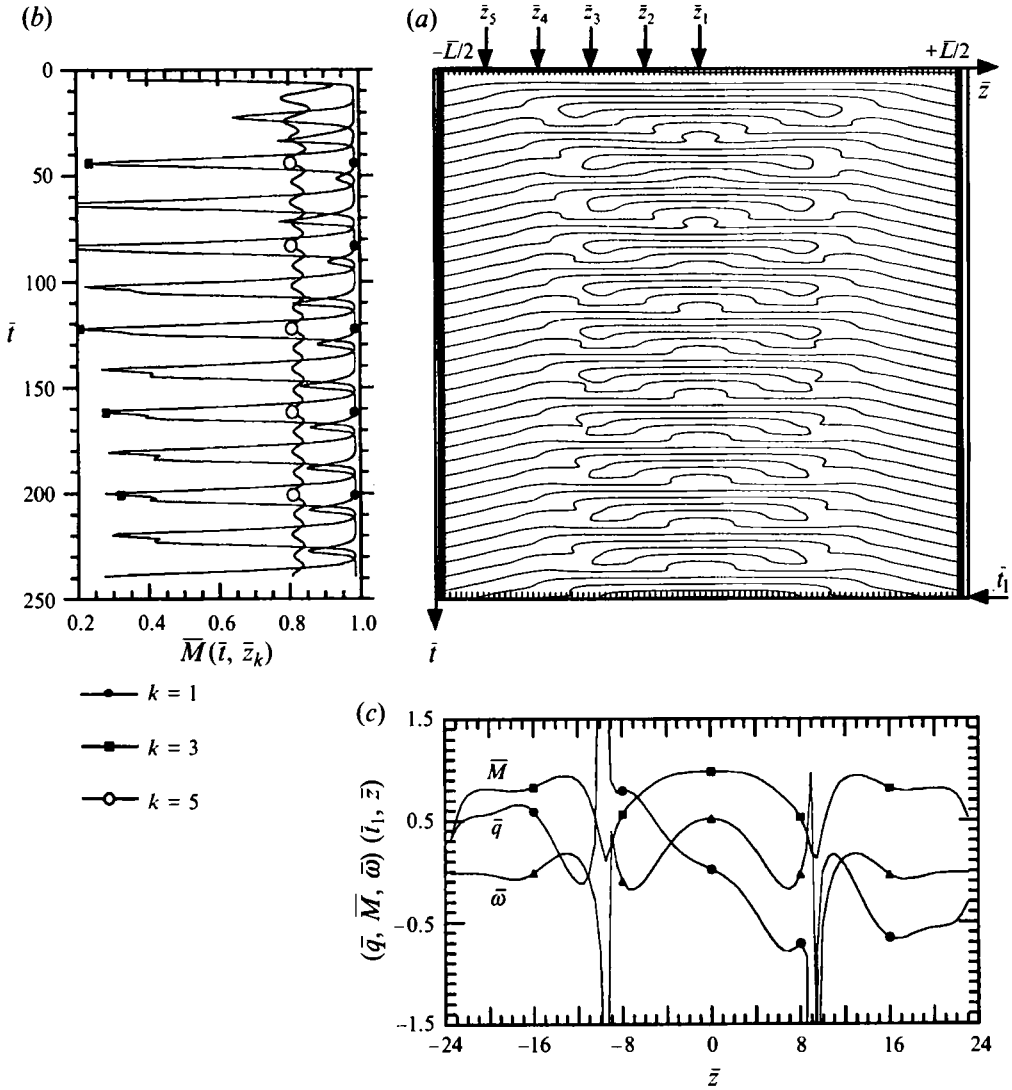 (b)
0
50
100
150
200
250
t̄
0.2 0.4 0.6 0.8 1.0
M̄(t̄, z̄ₖ)
k = 1
k = 3
k = 5
(a)
z̄₅ z̄₄ z̄₃ z̄₂ z̄₁
−L̄/2 +L̄/2
z̄
t̄₁
t̄
(c)
1.5
0.5
−0.5
−1.5
(q̄, M̄, ω̄) (t̄₁, z̄)
M̄
q̄
ω̄
−24 −16 −8 0 8 16 24
z̄